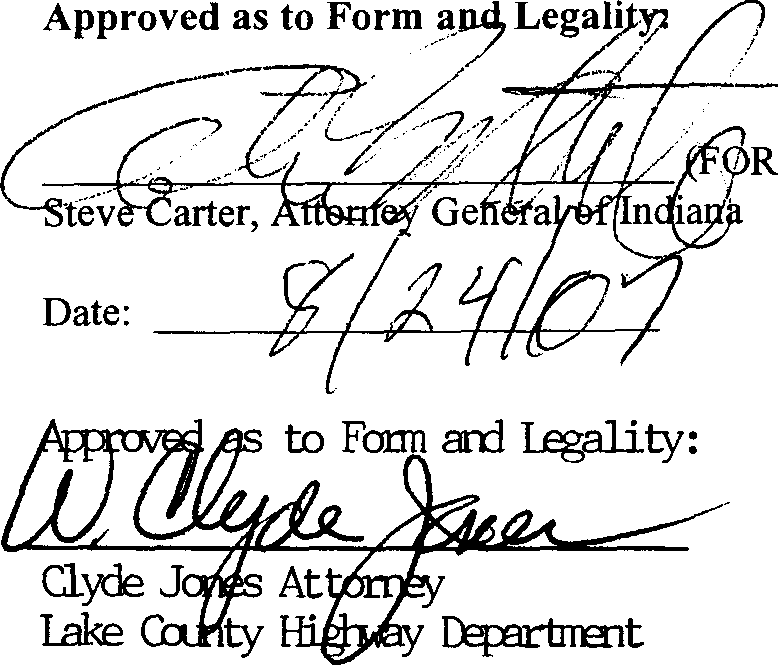 Approved as to Form and Legality:
(FOR
Steve Carter, Attorney General of Indiana
Date: 8/24/07
Approved as to Form and Legality:
W. Clyde Jones
Clyde Jones Attorney
Lake County Highway Department